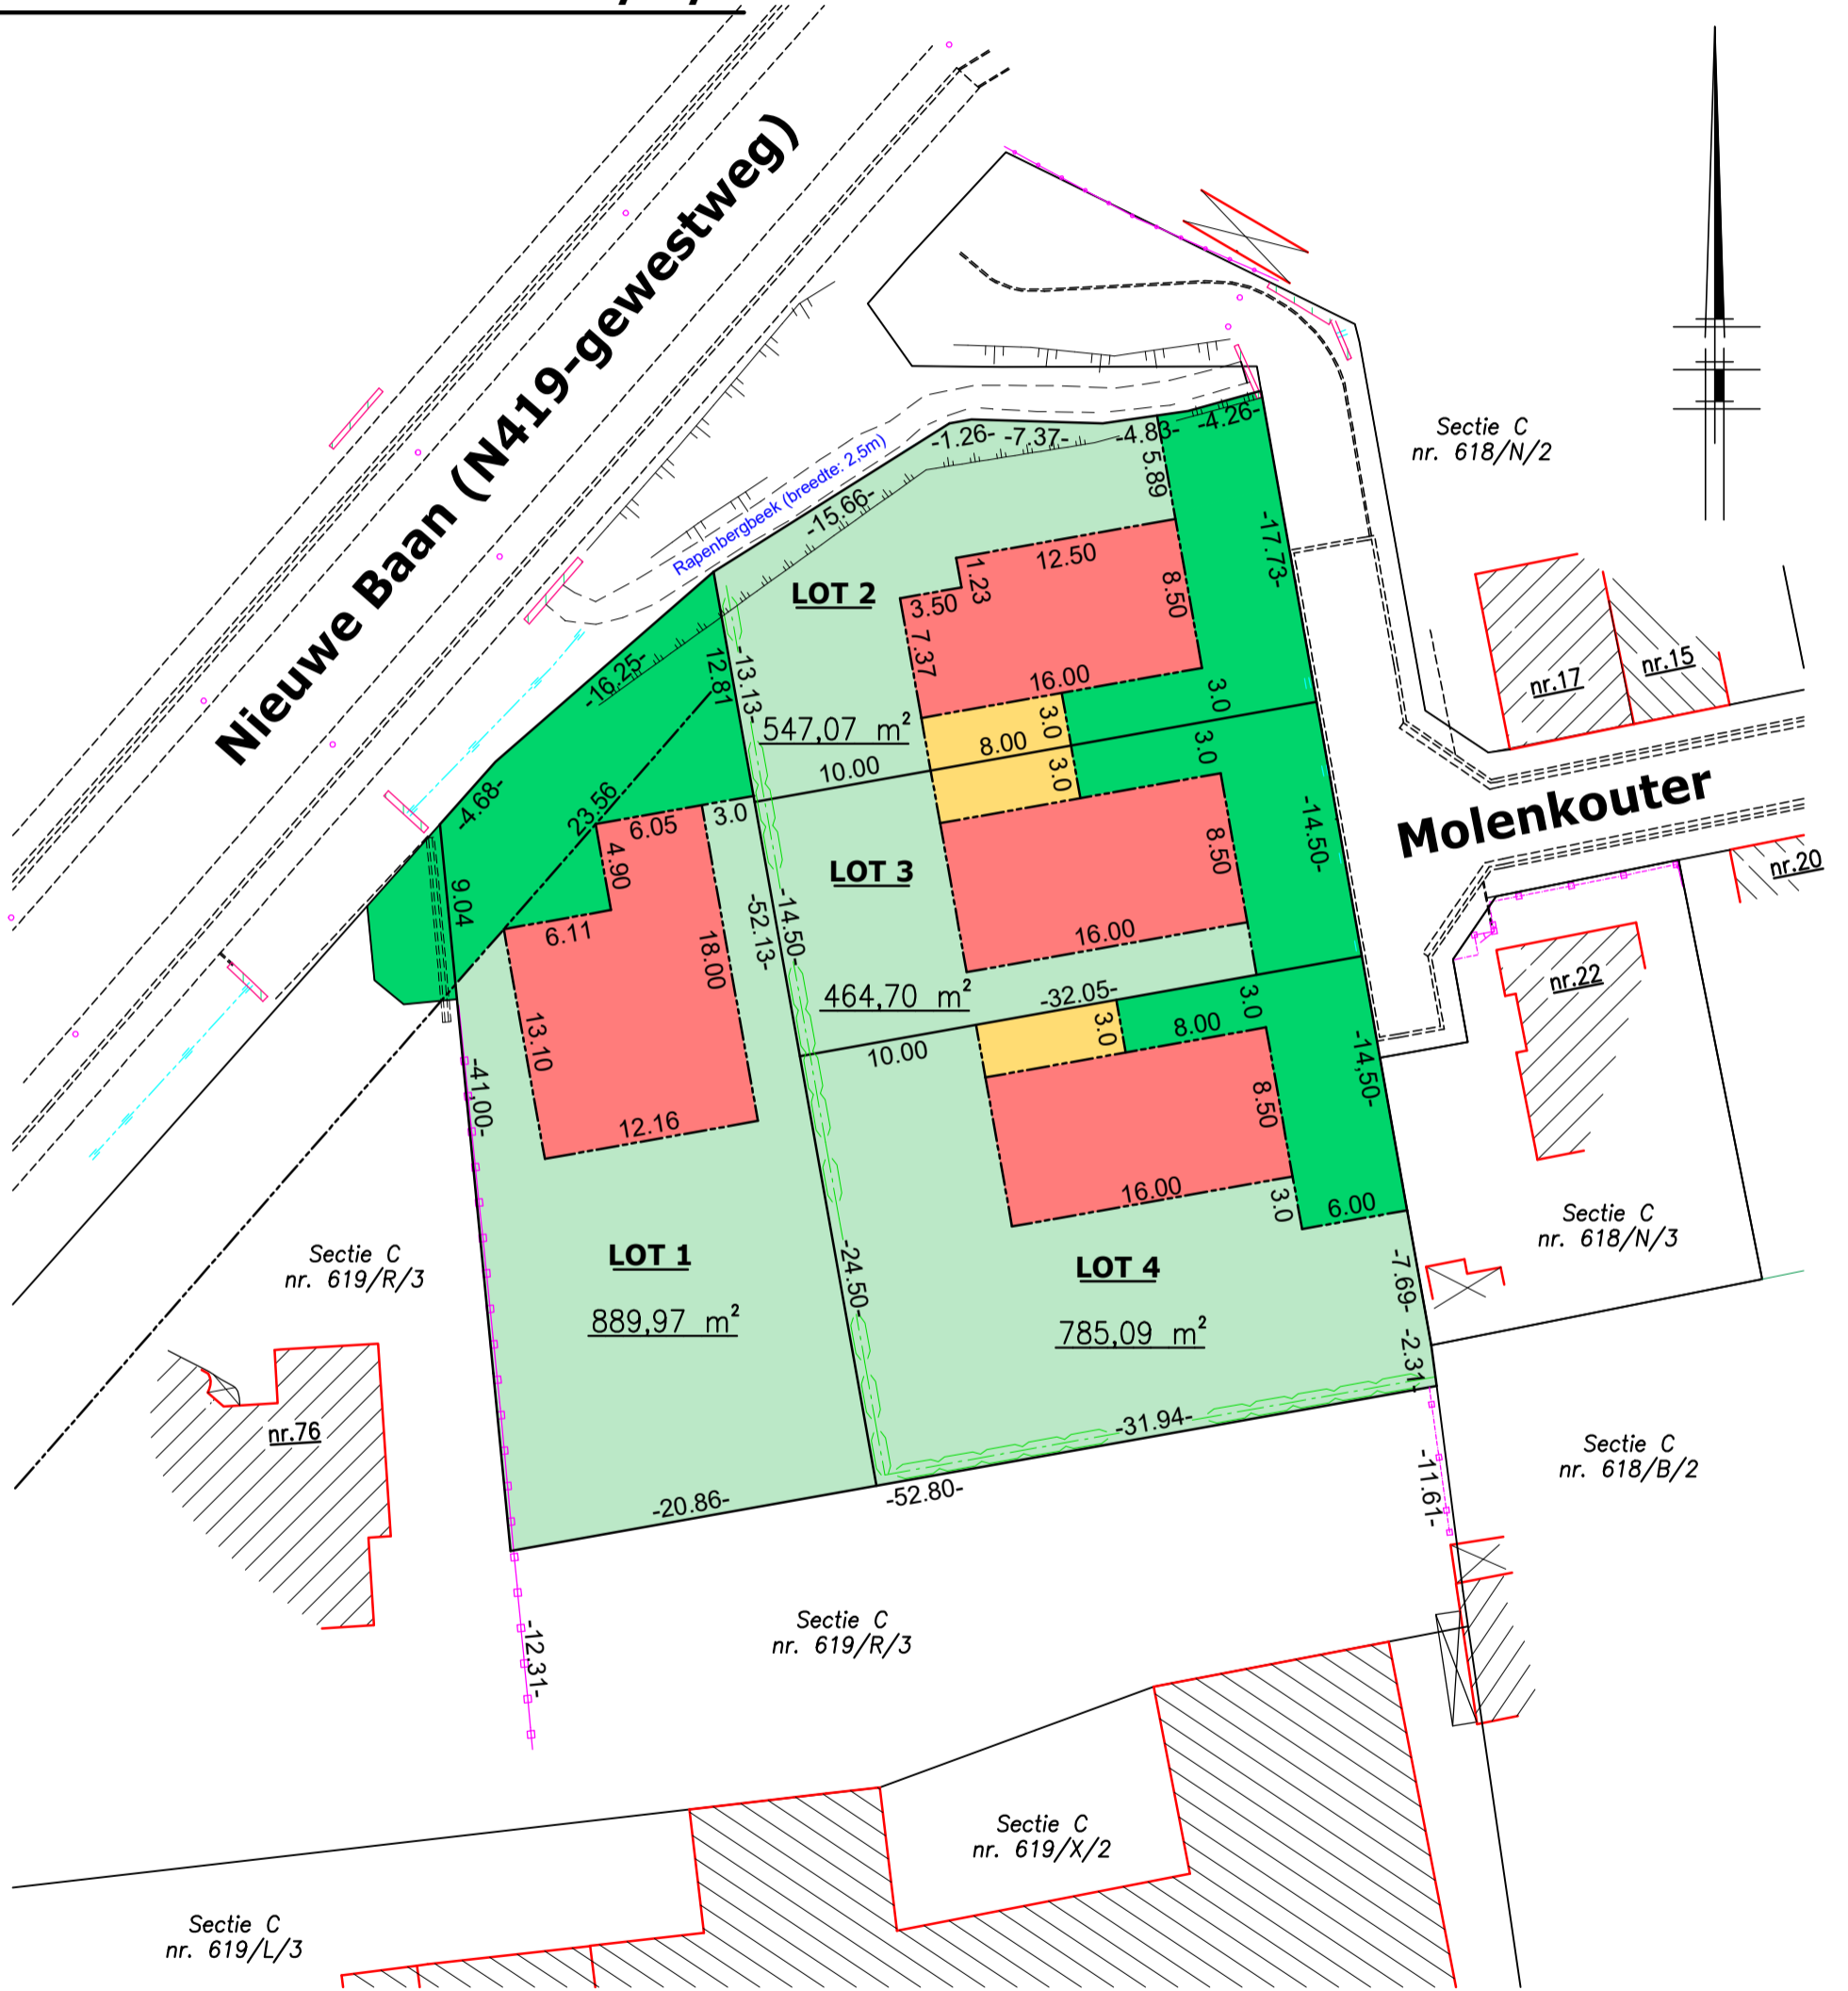 Nieuwe Baan (N419-gewestweg)
Sectie C
nr. 618/N/2
Rapenbergbeek (breedte: 2.5m)
-1.26-
-7.37-
-4.83-
-4.26-
5.89
-15.66-
-17.73-
LOT 2
12.50
1.23
3.50
8.50
7.37
16.00
-16.25-
12.81
-13.13-
547,07 m²
3.0
3.0
8.00
10.00
3.0
3.0
nr.17
nr.15
Molenkouter
nr.20
-4.68-
23.56
6.05
3.0
4.90
9.04
6.11
18.00
13.10
12.16
LOT 3
8.50
-14.50-
-14.50-
-52.13-
16.00
464,70 m²
-32.05-
10.00
3.0
8.00
3.0
nr.22
-41,00-
8.50
-14,50-
16.00
3.0
6.00
Sectie C
nr. 618/N/3
Sectie C
nr. 619/R/3
LOT 1
889,97 m²
-24.50-
LOT 4
785,09 m²
-7.69-
-2.31-
nr.76
-31.94-
-20.86-
-52.80-
-11.61-
Sectie C
nr. 618/B/2
-12.31-
Sectie C
nr. 619/R/3
Sectie C
nr. 619/X/2
Sectie C
nr. 619/L/3